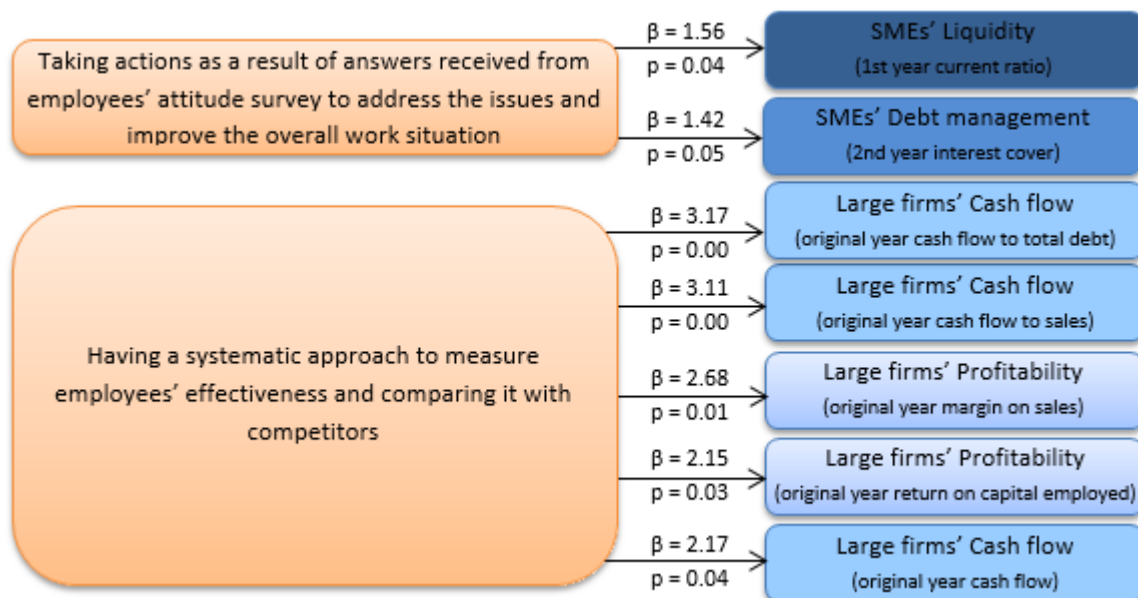 Taking actions as a result of answers received from
employees' attitude survey to address the issues and
improve the overall work situation
β = 1.56
p = 0.04
SMEs' Liquidity
(1st year current ratio)
β = 1.42
p = 0.05
SMEs' Debt management
(2nd year interest cover)
Having a systematic approach to measure
employees' effectiveness and comparing it with
competitors
β = 3.17
p = 0.00
Large firms' Cash flow
(original year cash flow to total debt)
β = 3.11
p = 0.00
Large firms' Cash flow
(original year cash flow to sales)
β = 2.68
p = 0.01
Large firms' Profitability
(original year margin on sales)
β = 2.15
p = 0.03
Large firms' Profitability
(original year return on capital employed)
β = 2.17
p = 0.04
Large firms' Cash flow
(original year cash flow)